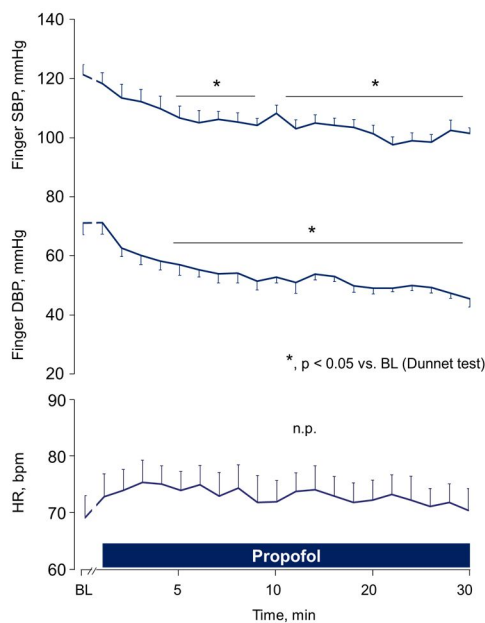 140
120
100
80
60
40
20
Finger SBP, mmHg
Finger DBP, mmHg
*
*
*
*, p < 0.05 vs. BL (Dunnet test)
90
80
70
60
HR, bpm
n.p.
Propofol
BL
5
10
20
30
Time, min